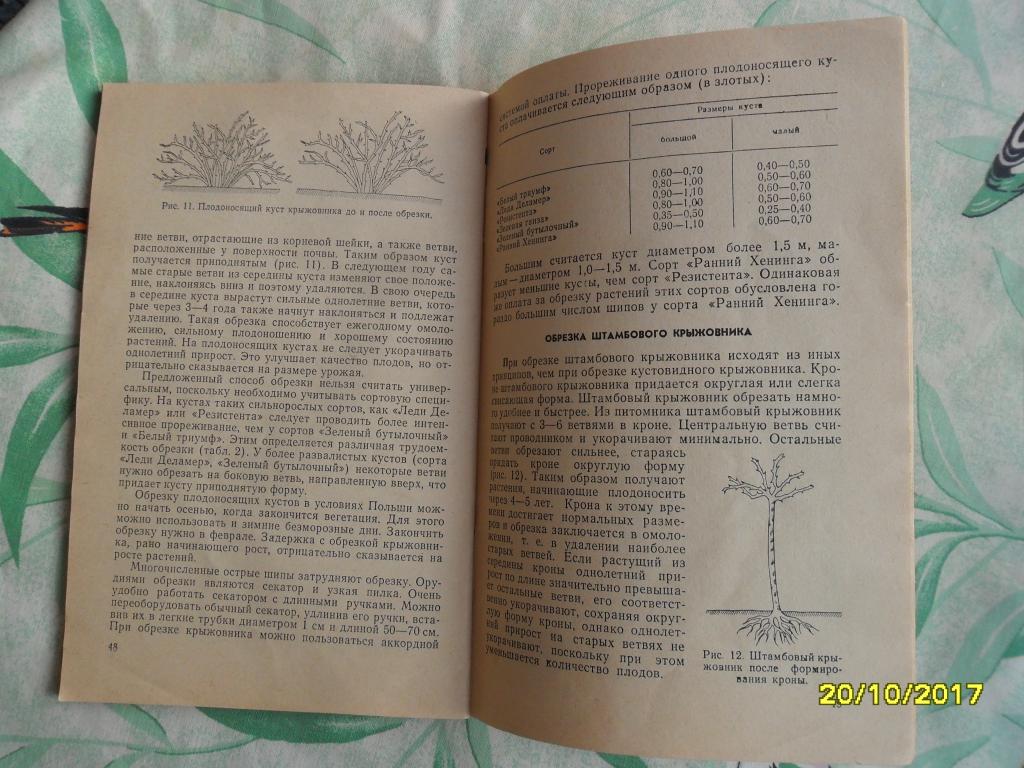 Рис. 11. Плодоносящий куст крыжовника до и после обрезки.
ние ветви, отрастающие из корневой шейки, а также ветви,
расположенные у поверхности почвы. Таким образом куст
получается приподнятым (рис. 11). В следующем году са-
мые старые ветви из середины куста изменяют свое положе-
ние, наклоняясь вниз и поэтому удаляются. В свою очередь
в середине куста вырастут сильные однолетние ветви, кото-
рые через 3—4 года также начнут наклоняться и подлежат
удалению. Такая обрезка способствует ежегодному омоло-
жению, сильному плодоношению и хорошему состоянию
растений. На плодоносящих кустах не следует укорачивать
однолетний прирост. Это улучшает качество плодов, но от-
рицательно сказывается на размере урожая.
Предложенный способ обрезки нельзя считать универ-
сальным, поскольку необходимо учитывать сортовую специ-
фику. На кустах таких сильнорослых сортов, как «Леди Де-
ламер» или «Резистента» следует проводить более интен-
сивное прореживание, чем у сортов «Зеленый бутылочный»
и «Белый триумф». Этим определяется различная трудоем-
кость обрезки (табл. 2). У более развалистых кустов (сорта
«Леди Деламер», «Зеленый бутылочный») некоторые ветви
нужно обрезать на боковую ветвь, направленную вверх, что
придает кусту приподнятую форму.
Обрезку плодоносящих кустов в условиях Польши мож-
но начать осенью, когда закончится вегетация. Для этого
можно использовать и зимние безморозные дни. Закончить
обрезку нужно в феврале. Задержка с обрезкой крыжовни-
ка, рано начинающего рост, отрицательно сказывается на
росте растений.
Многочисленные острые шипы затрудняют обрезку. Ору-
диями обрезки являются секатор и узкая пилка. Очень
удобно работать секатором с длинными ручками. Можно
переоборудовать обычный секатор, удлинив его ручки, вста-
вив их в легкие трубки диаметром 1 см и длиной 50—70 см.
При обрезке крыжовника можно пользоваться аккордной
48
системой оплаты. Прореживание одного плодоносящего ку-
ста оплачивается следующим образом (в злотых):
Сорт
Размеры куста
большой
малый
«Белый триумф» 0,60—0,70 0,40—0,50
«Леди Деламер» 0,80—1,00 0,50—0,60
«Резистента» 0,90—1,10 0,60—0,70
«Зеленая ганза» 0,80—1,00 0,50—0,60
«Зеленый бутылочный» 0,35—0,50 0,25—0,40
«Ранний Хенинга» 0,90—1,10 0,60—0,70
Большим считается куст диаметром более 1,5 м, ма-
лым — диаметром 1,0—1,5 м. Сорт «Ранний Хенинга» об-
разует меньшие кусты, чем сорт «Резистента». Одинаковая
же оплата за обрезку растений этих сортов обусловлена го-
раздо большим числом шипов у сорта «Ранний Хенинга».
ОБРЕЗКА ШТАМБОВОГО КРЫЖОВНИКА
При обрезке штамбового крыжовника исходят из иных
принципов, чем при обрезке кустовидного крыжовника. Кро-
не штамбового крыжовника придается округлая или слегка
свисающая форма. Штамбовый крыжовник обрезать намно-
го удобнее и быстрее. Из питомника штамбовый крыжовник
получают с 3—6 ветвями в кроне. Центральную ветвь счи-
тают проводником и укорачивают минимально. Остальные
ветви обрезают сильнее, стараясь
придать кроне округлую форму
(рис. 12). Таким образом получают
растения, начинающие плодоносить
через 4—5 лет. Крона к этому вре-
мени достигает нормальных разме-
ров и обрезка заключается в омоло-
жении, т. е. в удалении наиболее
старых ветвей. Если растущий из
середины кроны однолетний при-
рост по длине значительно превыша-
ет остальные ветви, его соответст-
венно укорачивают, сохраняя округ-
лую форму кроны, однако однолет-
ний прирост на старых ветвях не
укорачивают, поскольку при этом
уменьшается количество плодов.
Рис. 12. Штамбовый кры-
жовник после формиро-
вания кроны.
20/10/2017